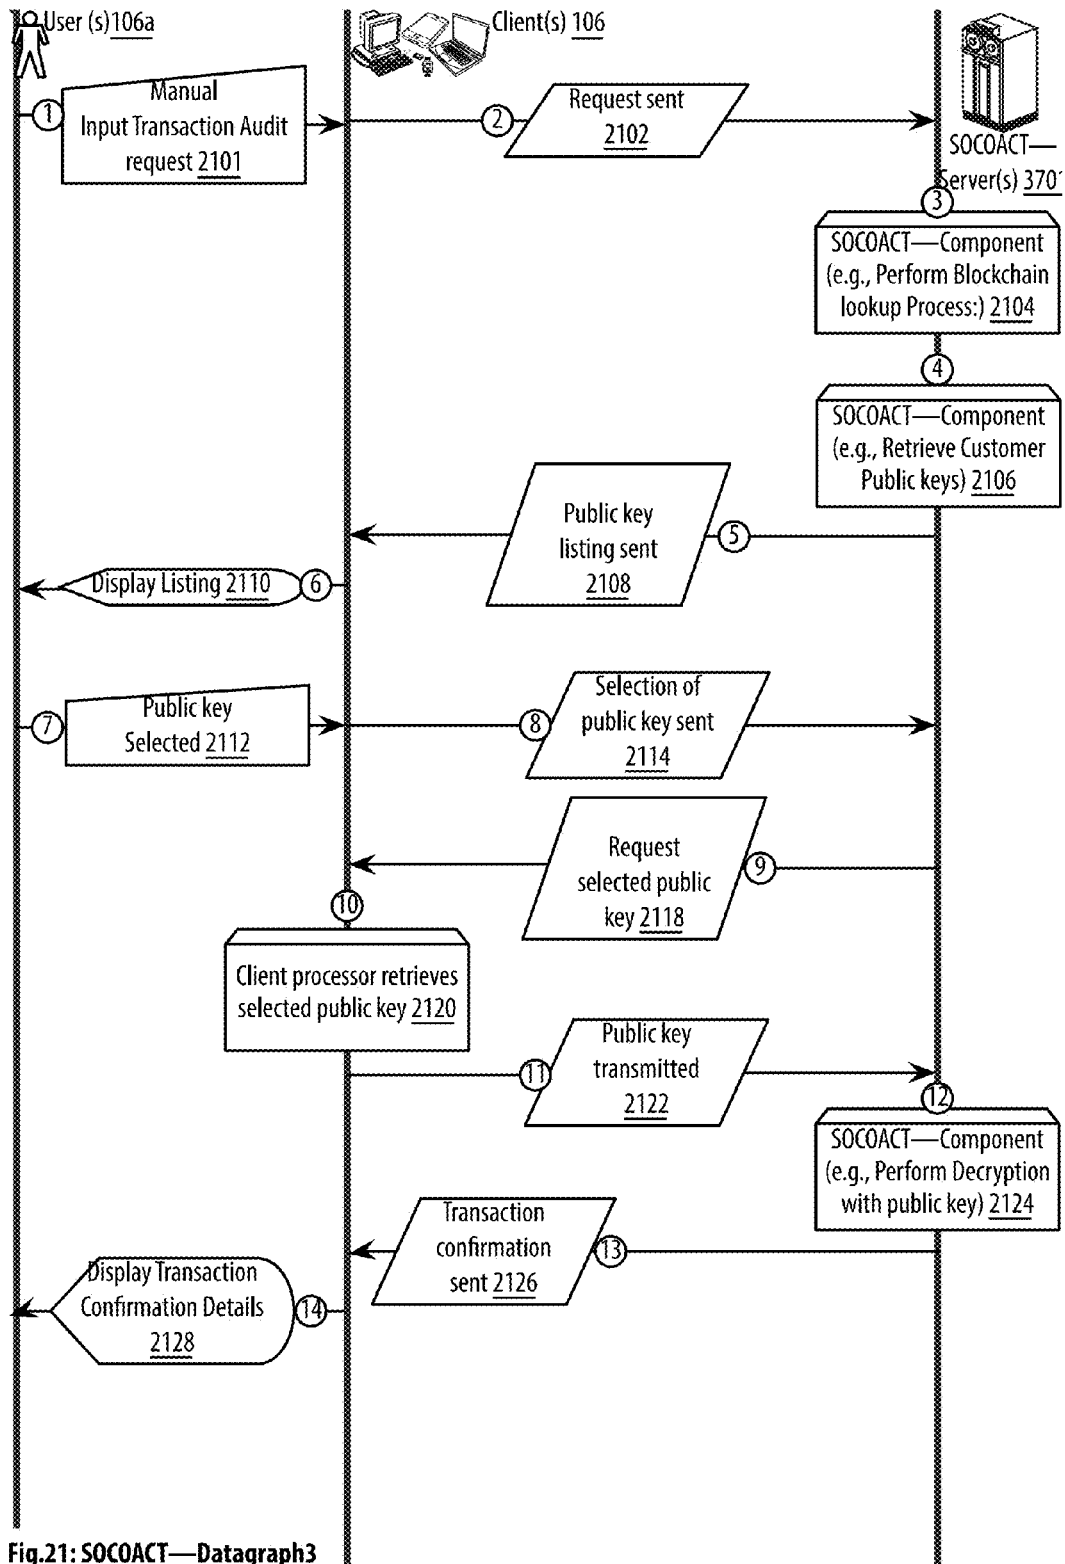 User (s)106a
Client(s) 106
1
Manual
Input Transaction Audit
request 2101
2
Request sent
2102
SOCOACT—
Server(s) 3701
3
SOCOACT—Component
(e.g., Perform Blockchain
lookup Process:) 2104
4
SOCOACT—Component
(e.g., Retrieve Customer
Public keys) 2106
Public key
listing sent
2108
5
Display Listing 2110
6
7
Public key
Selected 2112
8
Selection of
public key sent
2114
Request
selected public
key 2118
9
10
Client processor retrieves
selected public key 2120
11
Public key
transmitted
2122
12
SOCOACT—Component
(e.g., Perform Decryption
with public key) 2124
Transaction
confirmation
sent 2126
13
Display Transaction
Confirmation Details
2128
14
Fig.21: SOCOACT—Datagraph3